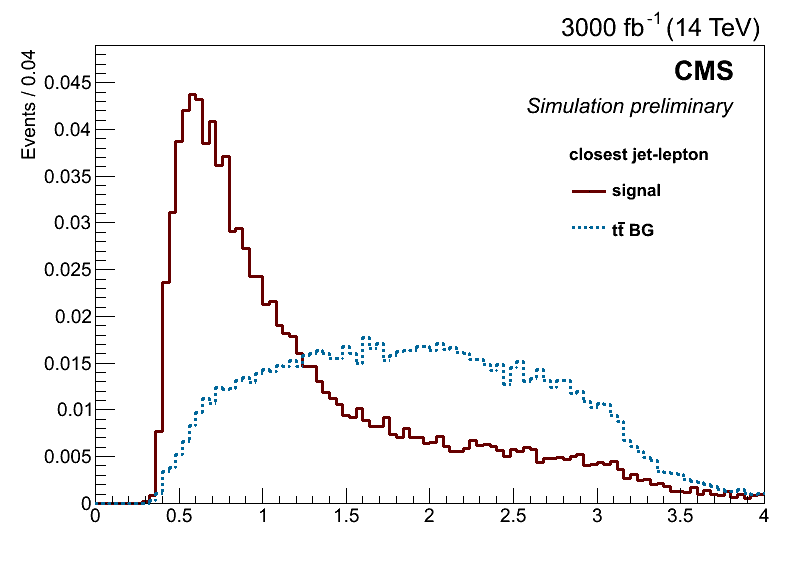 3000 fb⁻¹ (14 TeV)
Events / 0.04
CMS
Simulation preliminary
closest jet-lepton
signal
tt̄ BG
0.045
0.04
0.035
0.03
0.025
0.02
0.015
0.01
0.005
0
0 0.5 1 1.5 2 2.5 3 3.5 4